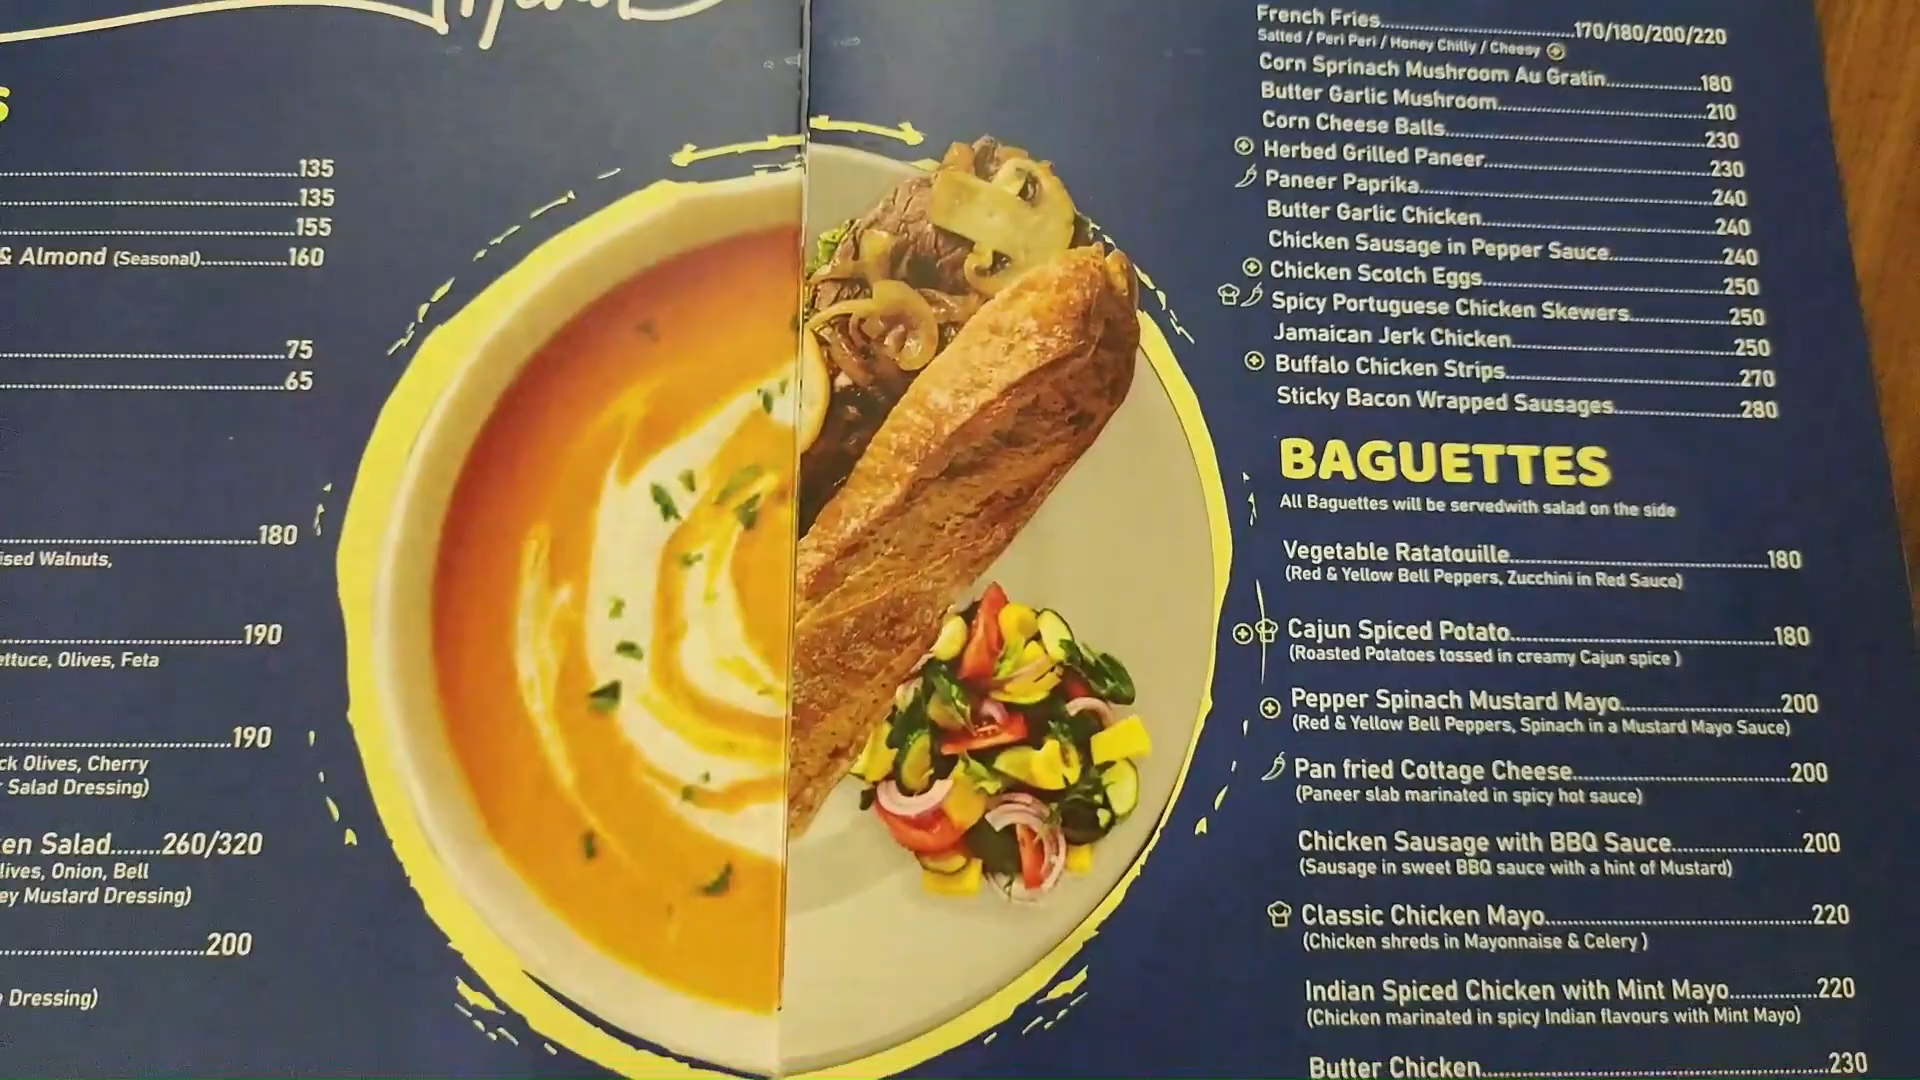 135
135
155
& Almond (Seasonal)..............160
75
65
180
ised Walnuts,
190
ettuce, Olives, Feta
190
ck Olives, Cherry
Salad Dressing)
en Salad........260/320
lives, Onion, Bell
ey Mustard Dressing)
200
Dressing)
French Fries..............170/180/200/220
Salted / Peri Peri / Honey Chilly / Cheesy
Corn Sprinach Mushroom Au Gratin..............180
Butter Garlic Mushroom..............210
Corn Cheese Balls..............230
Herbed Grilled Paneer..............230
Paneer Paprika..............240
Butter Garlic Chicken..............240
Chicken Sausage in Pepper Sauce..............240
Chicken Scotch Eggs..............250
Spicy Portuguese Chicken Skewers..............250
Jamaican Jerk Chicken..............250
Buffalo Chicken Strips..............270
Sticky Bacon Wrapped Sausages..............280
BAGUETTES
All Baguettes will be servedwith salad on the side
Vegetable Ratatouille..............180
(Red & Yellow Bell Peppers, Zucchini in Red Sauce)
Cajun Spiced Potato..............180
(Roasted Potatoes tossed in creamy Cajun spice )
Pepper Spinach Mustard Mayo..............200
(Red & Yellow Bell Peppers, Spinach in a Mustard Mayo Sauce)
Pan fried Cottage Cheese..............200
(Paneer slab marinated in spicy hot sauce)
Chicken Sausage with BBQ Sauce..............200
(Sausage in sweet BBQ sauce with a hint of Mustard)
Classic Chicken Mayo..............220
(Chicken shreds in Mayonnaise & Celery )
Indian Spiced Chicken with Mint Mayo..............220
(Chicken marinated in spicy Indian flavours with Mint Mayo)
Butter Chicken..............230